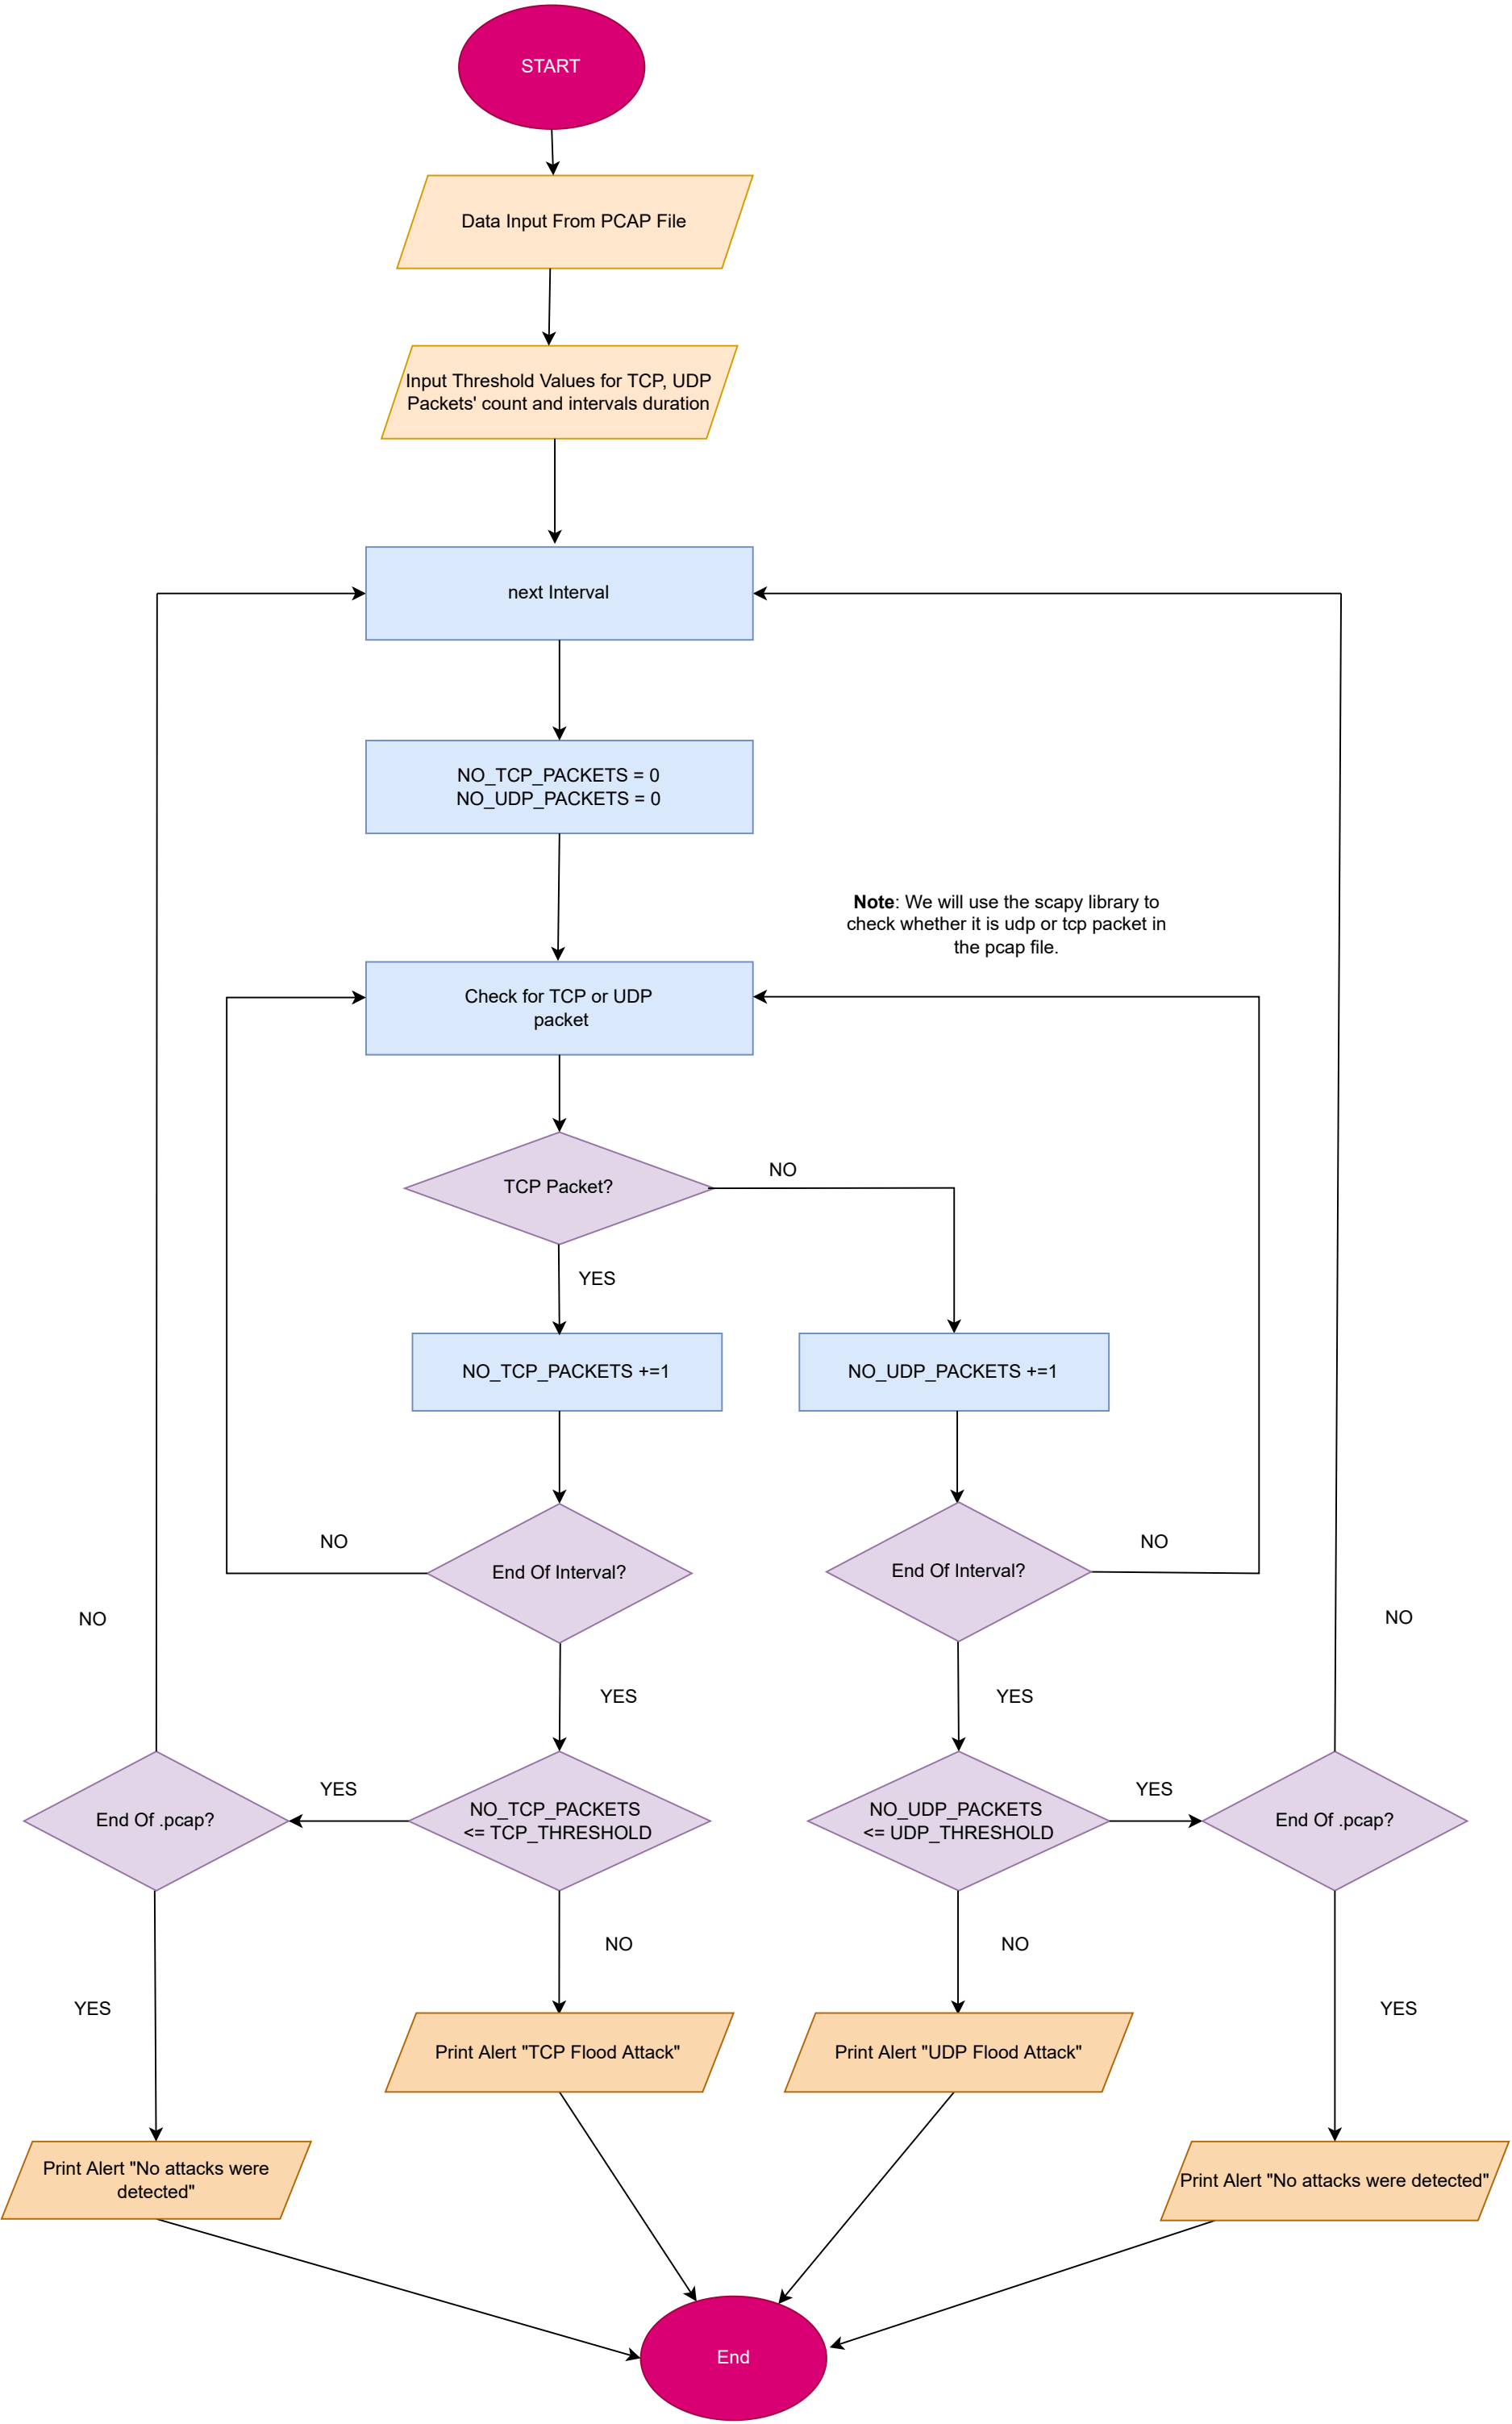 START
Data Input From PCAP File
Input Threshold Values for TCP, UDP
Packets' count and intervals duration
next Interval
NO_TCP_PACKETS = 0
NO_UDP_PACKETS = 0
Note: We will use the scapy library to
check whether it is udp or tcp packet in
the pcap file.
Check for TCP or UDP
packet
TCP Packet?
NO
YES
NO_TCP_PACKETS +=1
NO_UDP_PACKETS +=1
NO
End Of Interval?
End Of Interval?
NO
NO
NO
YES
YES
End Of .pcap?
YES
NO_TCP_PACKETS
<= TCP_THRESHOLD
NO_UDP_PACKETS
<= UDP_THRESHOLD
YES
End Of .pcap?
NO
NO
YES
YES
Print Alert "TCP Flood Attack"
Print Alert "UDP Flood Attack"
Print Alert "No attacks were
detected"
Print Alert "No attacks were detected"
End